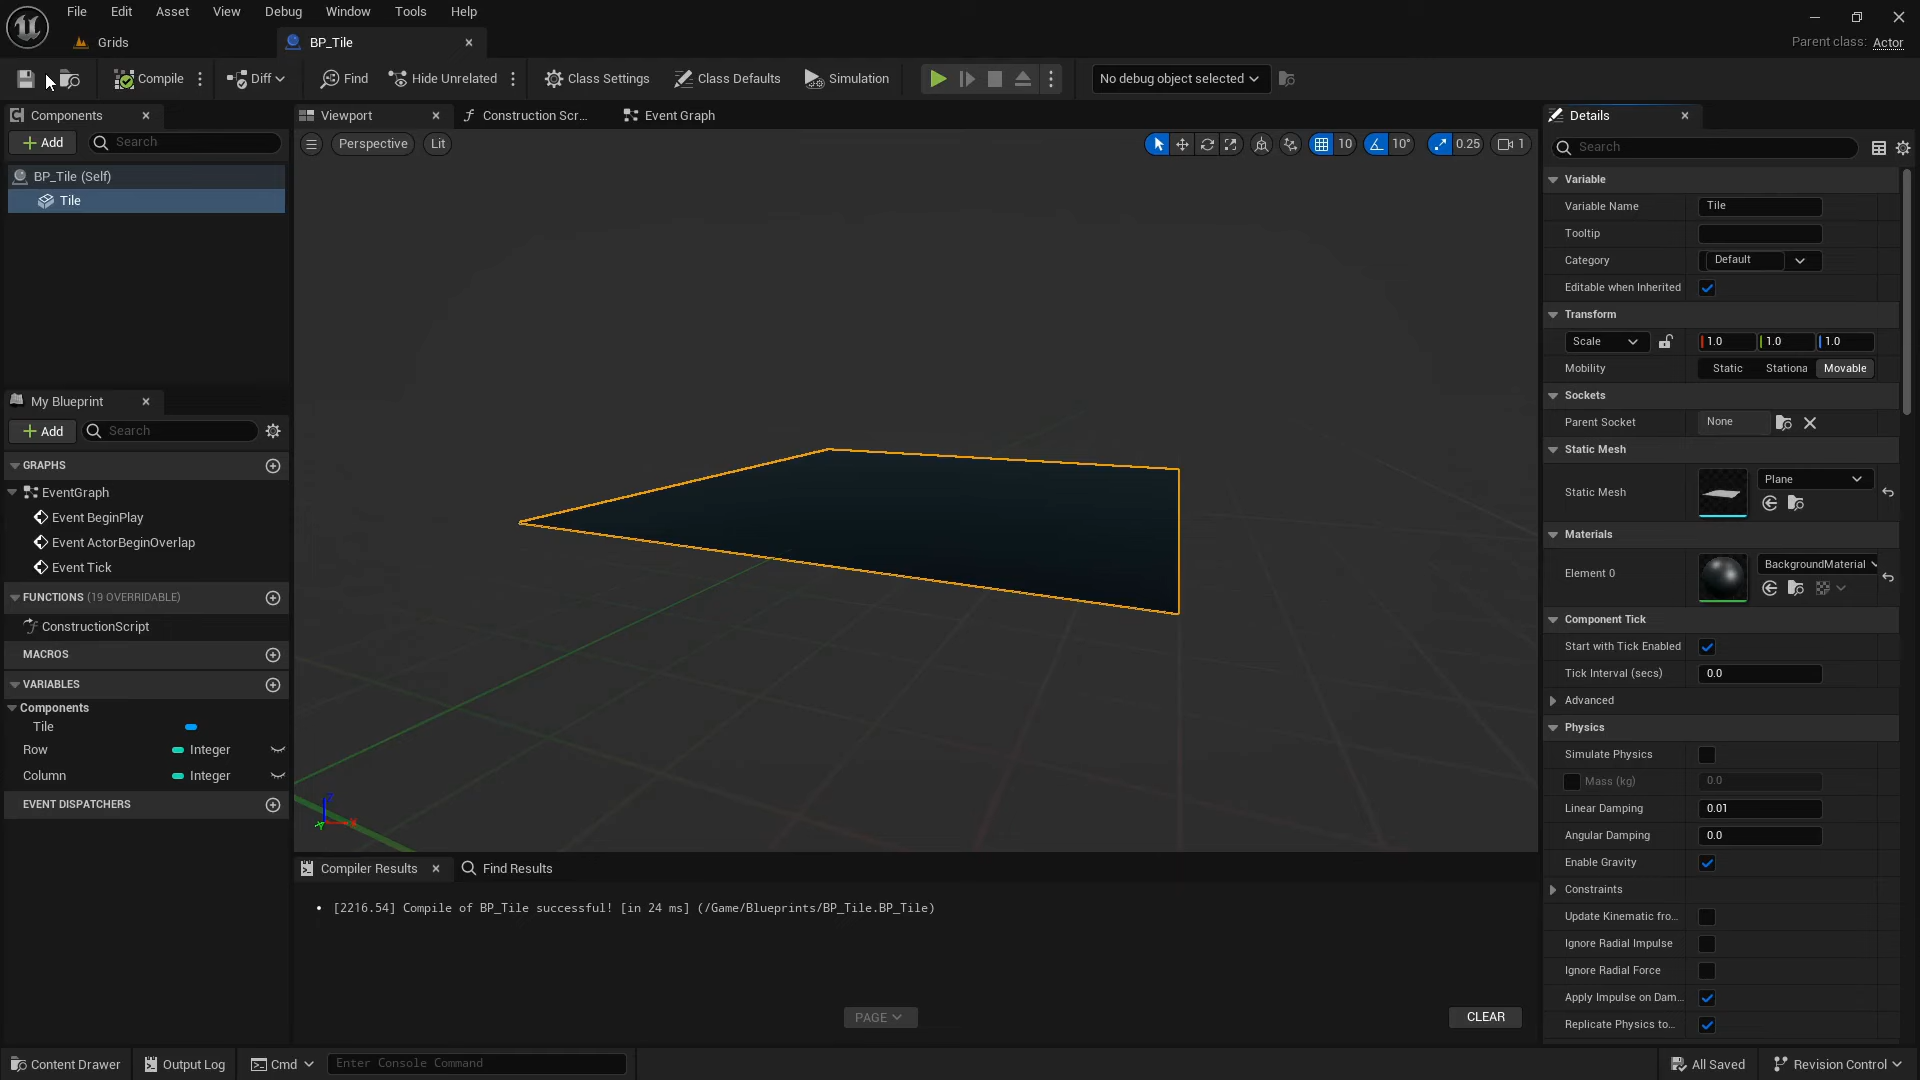 File Edit Asset View Debug Window Tools Help
Grids BP_Tile
Parent class: Actor
Compile Diff Find Hide Unrelated Class Settings Class Defaults Simulation No debug object selected
Components Viewport Construction Scr... Event Graph Details
Add Search Perspective Lit 10 10° 0.25 1 Search
BP_Tile (Self)
Tile
My Blueprint
Add Search
GRAPHS
EventGraph
Event BeginPlay
Event ActorBeginOverlap
Event Tick
FUNCTIONS (19 OVERRIDABLE)
ConstructionScript
MACROS
VARIABLES
Components
Tile
Row Integer
Column Integer
EVENT DISPATCHERS
Variable
Variable Name Tile
Tooltip
Category Default
Editable when Inherited
Transform
Scale 1.0 1.0 1.0
Mobility Static Stationa Movable
Sockets
Parent Socket None
Static Mesh
Static Mesh Plane
Materials
Element 0 BackgroundMaterial
Component Tick
Start with Tick Enabled
Tick Interval (secs) 0.0
Advanced
Physics
Simulate Physics
Mass (kg) 0.0
Linear Damping 0.01
Angular Damping 0.0
Enable Gravity
Constraints
Update Kinematic fro...
Ignore Radial Impulse
Ignore Radial Force
Apply Impulse on Dam...
Replicate Physics to...
Z
Compiler Results Find Results
[2216.54] Compile of BP_Tile successful! [in 24 ms] (/Game/Blueprints/BP_Tile.BP_Tile)
PAGE CLEAR
Content Drawer Output Log Cmd Enter Console Command All Saved Revision Control